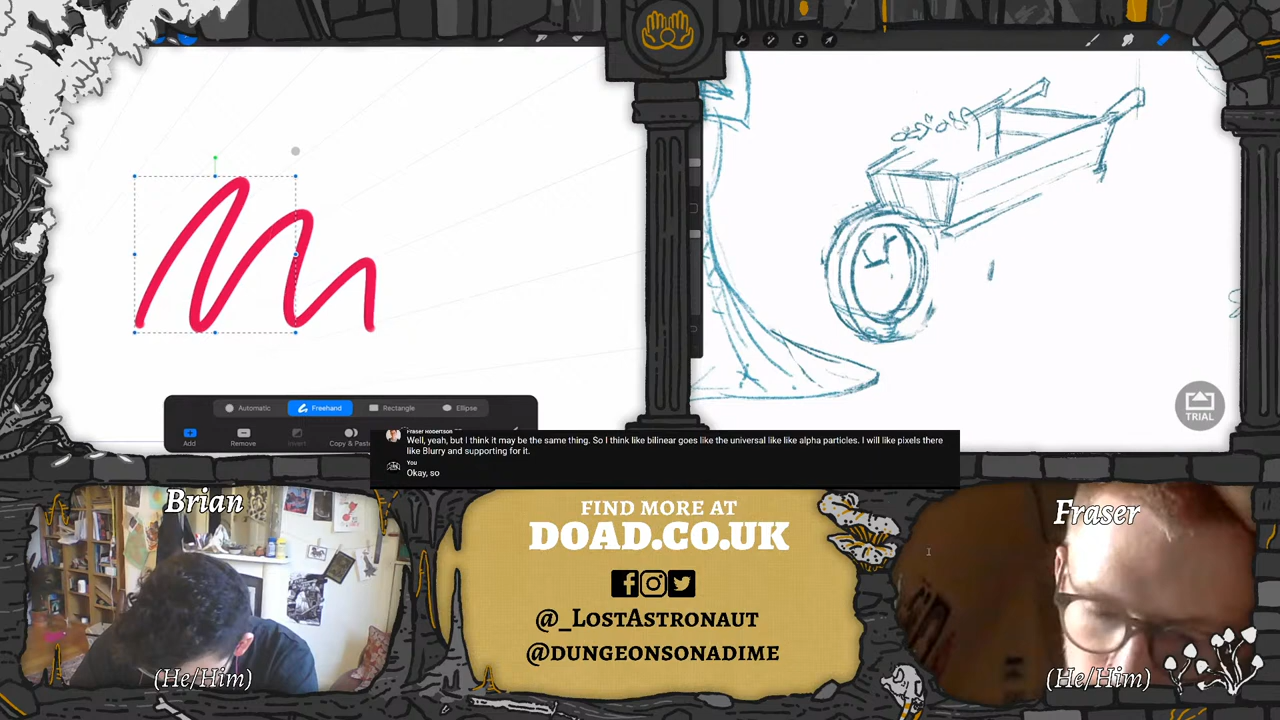 Automatic
Freehand
Rectangle
Ellipse
Add
Remove
Invert
Copy & Paste
TRIAL
Fraser Robertson
Well, yeah, but I think it may be the same thing. So I think like bilinear goes like the universal like like alpha particles. I will like pixels there
like Blurry and supporting for it.
You
Okay, so
Brian
(He/Him)
FIND MORE AT
DOAD.CO.UK
@_LostAstronaut
@dungeonsonadime
Fraser
(He/Him)